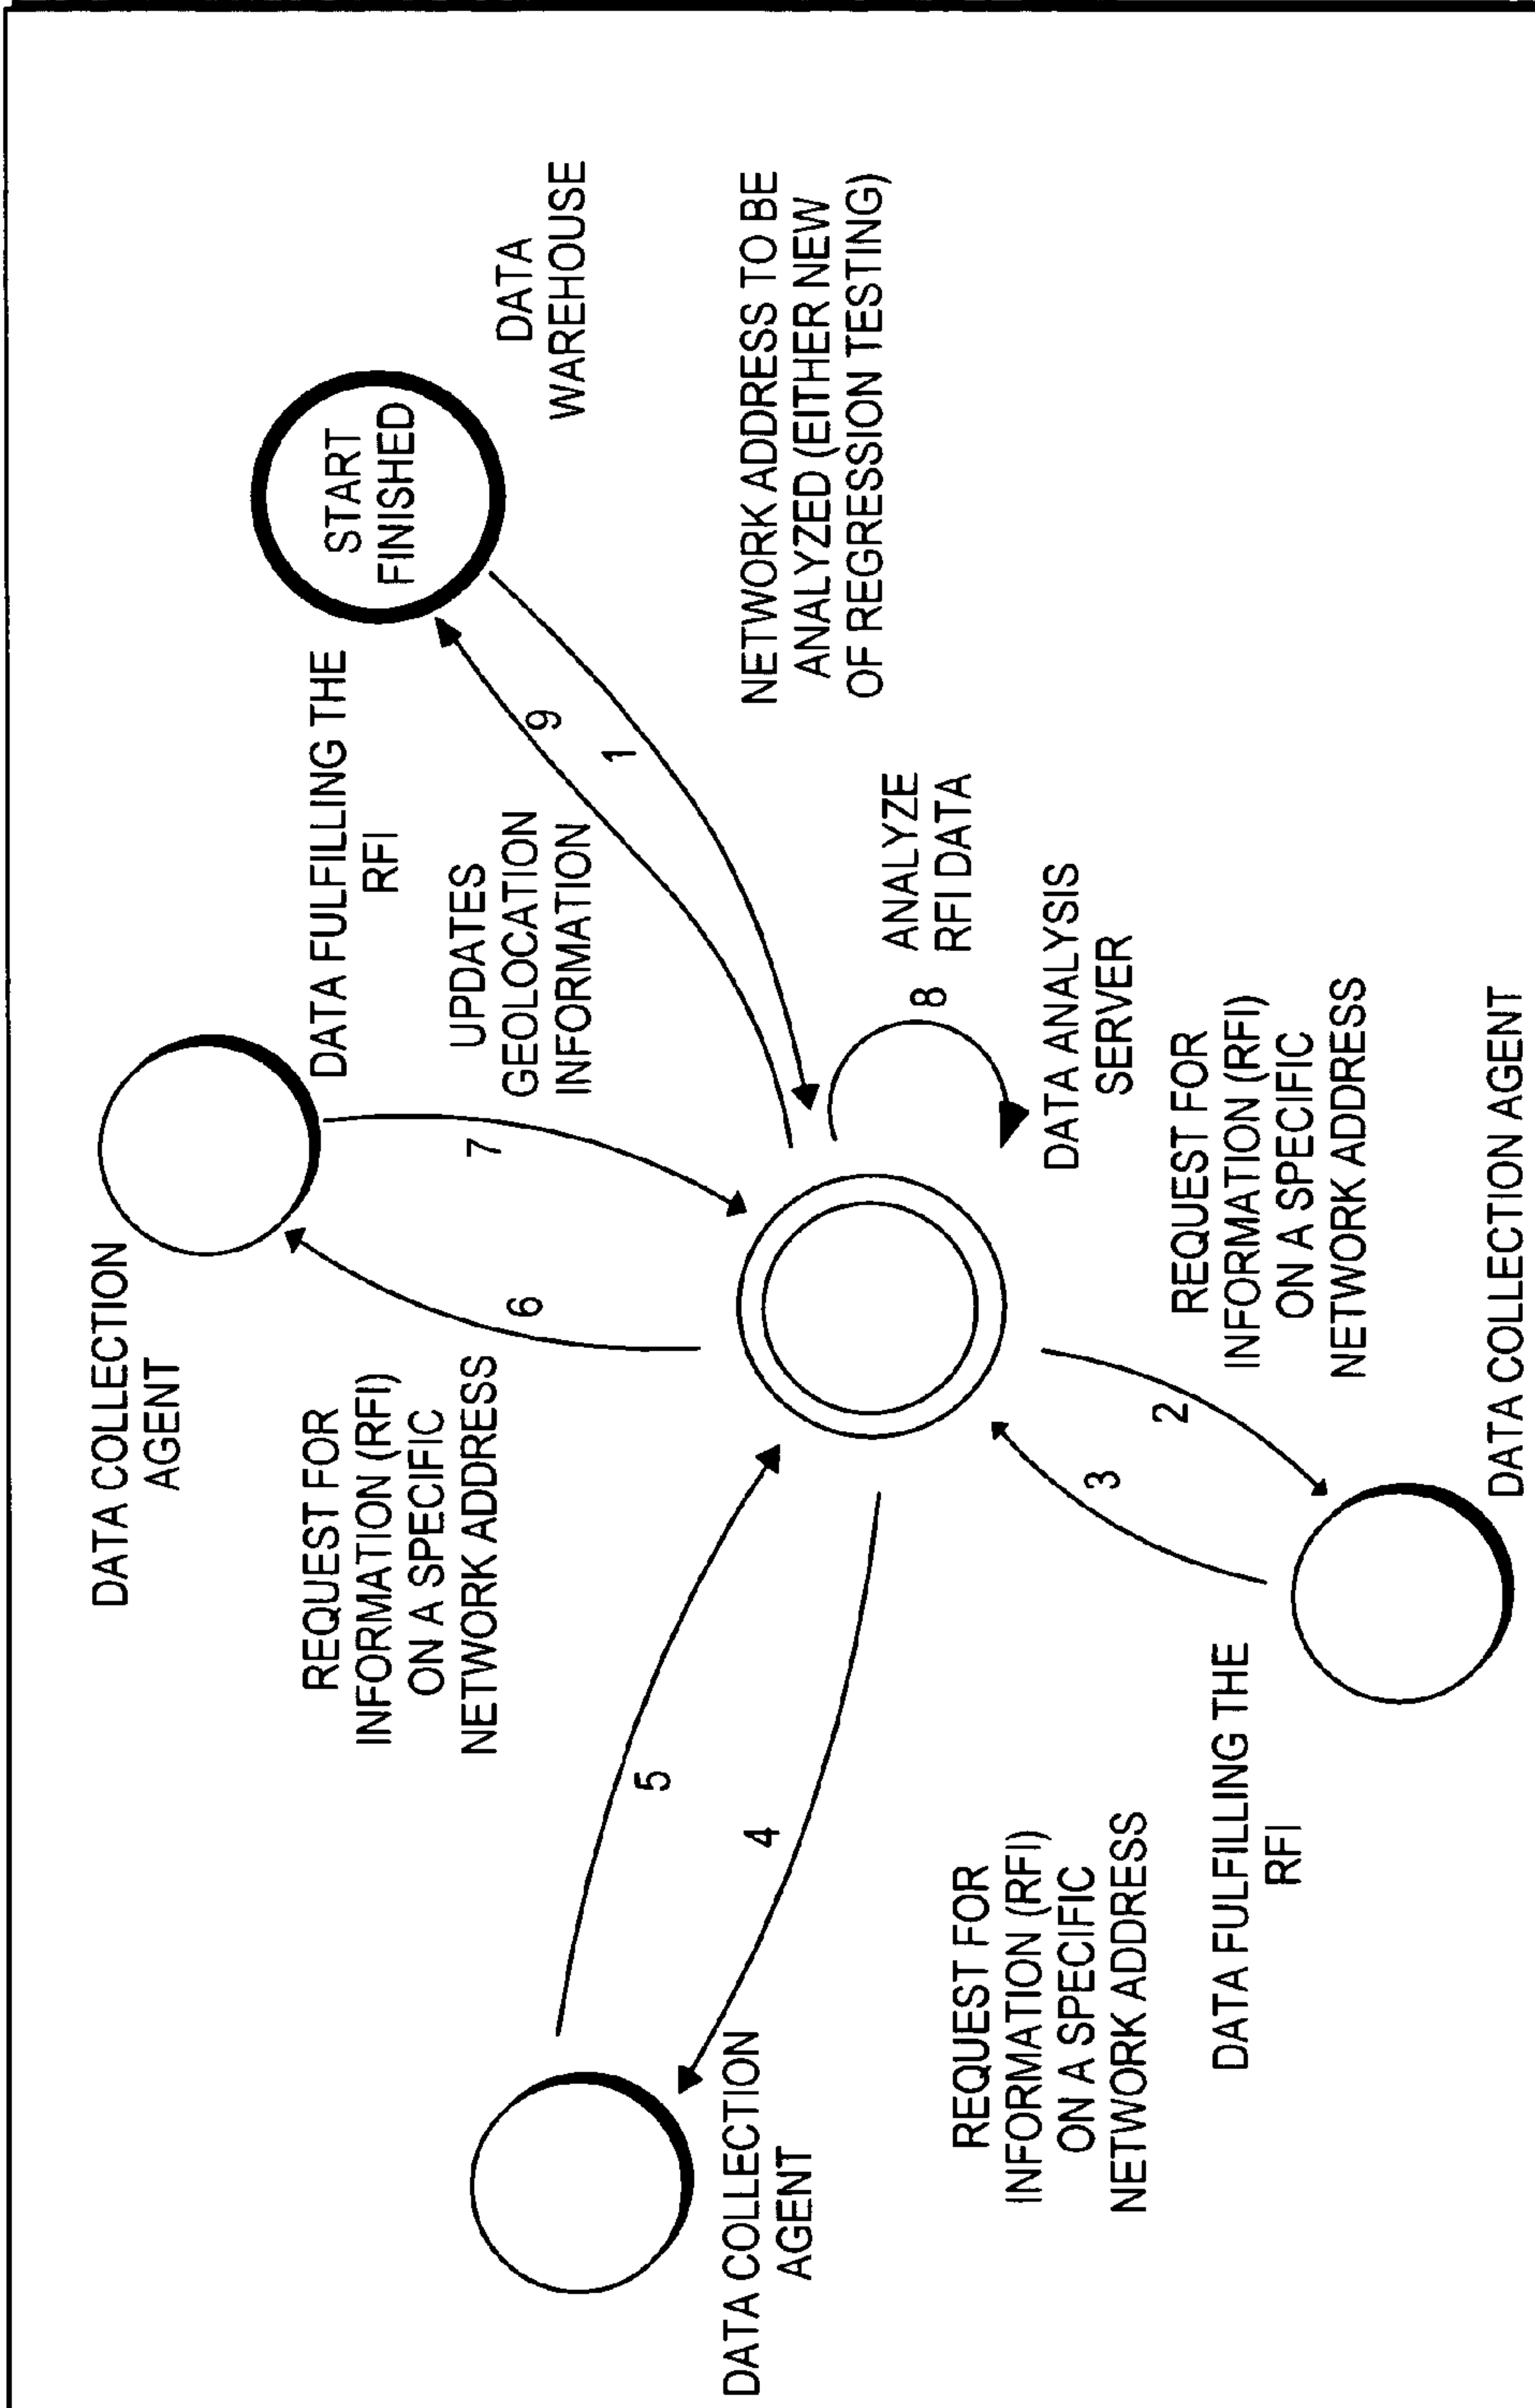 DATA COLLECTION
AGENT
REQUEST FOR
INFORMATION (RFI)
ON A SPECIFIC
NETWORK ADDRESS
DATA FULFILLING THE
RFI
START
FINISHED
7
6
UPDATES
GEOLOCATION
INFORMATION
DATA
WAREHOUSE
9
1
5
4
DATA COLLECTION
AGENT
NETWORK ADDRESS TO BE
ANALYZED (EITHER NEW
OF REGRESSION TESTING)
8
ANALYZE
RFI DATA
REQUEST FOR
INFORMATION (RFI)
ON A SPECIFIC
NETWORK ADDRESS
DATA ANALYSIS
SERVER
3
2
REQUEST FOR
INFORMATION (RFI)
ON A SPECIFIC
NETWORK ADDRESS
DATA FULFILLING THE
RFI
DATA COLLECTION AGENT